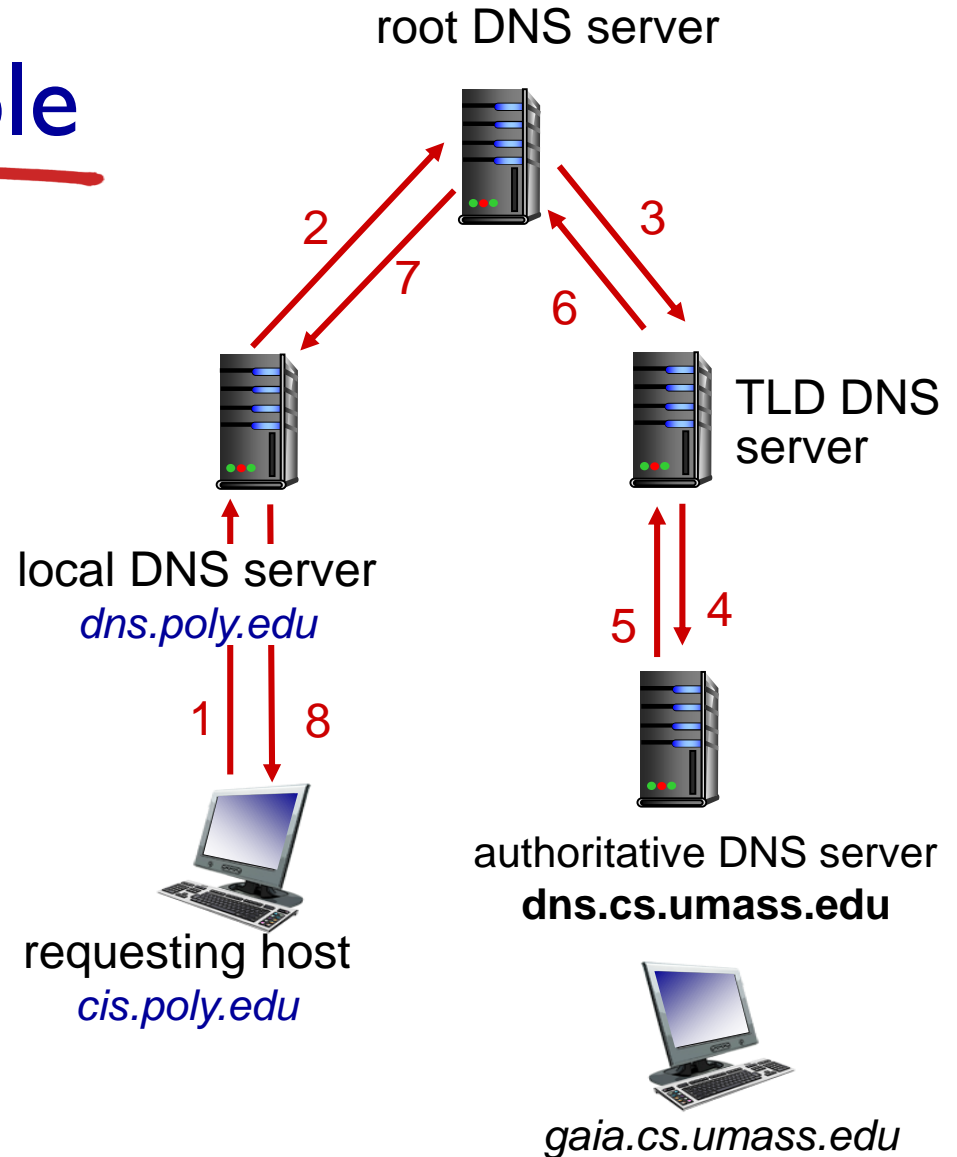 root DNS server
ole
2
3
7
6
TLD DNS
server
local DNS server
dns.poly.edu
5
4
1
8
authoritative DNS server
dns.cs.umass.edu
requesting host
cis.poly.edu
gaia.cs.umass.edu